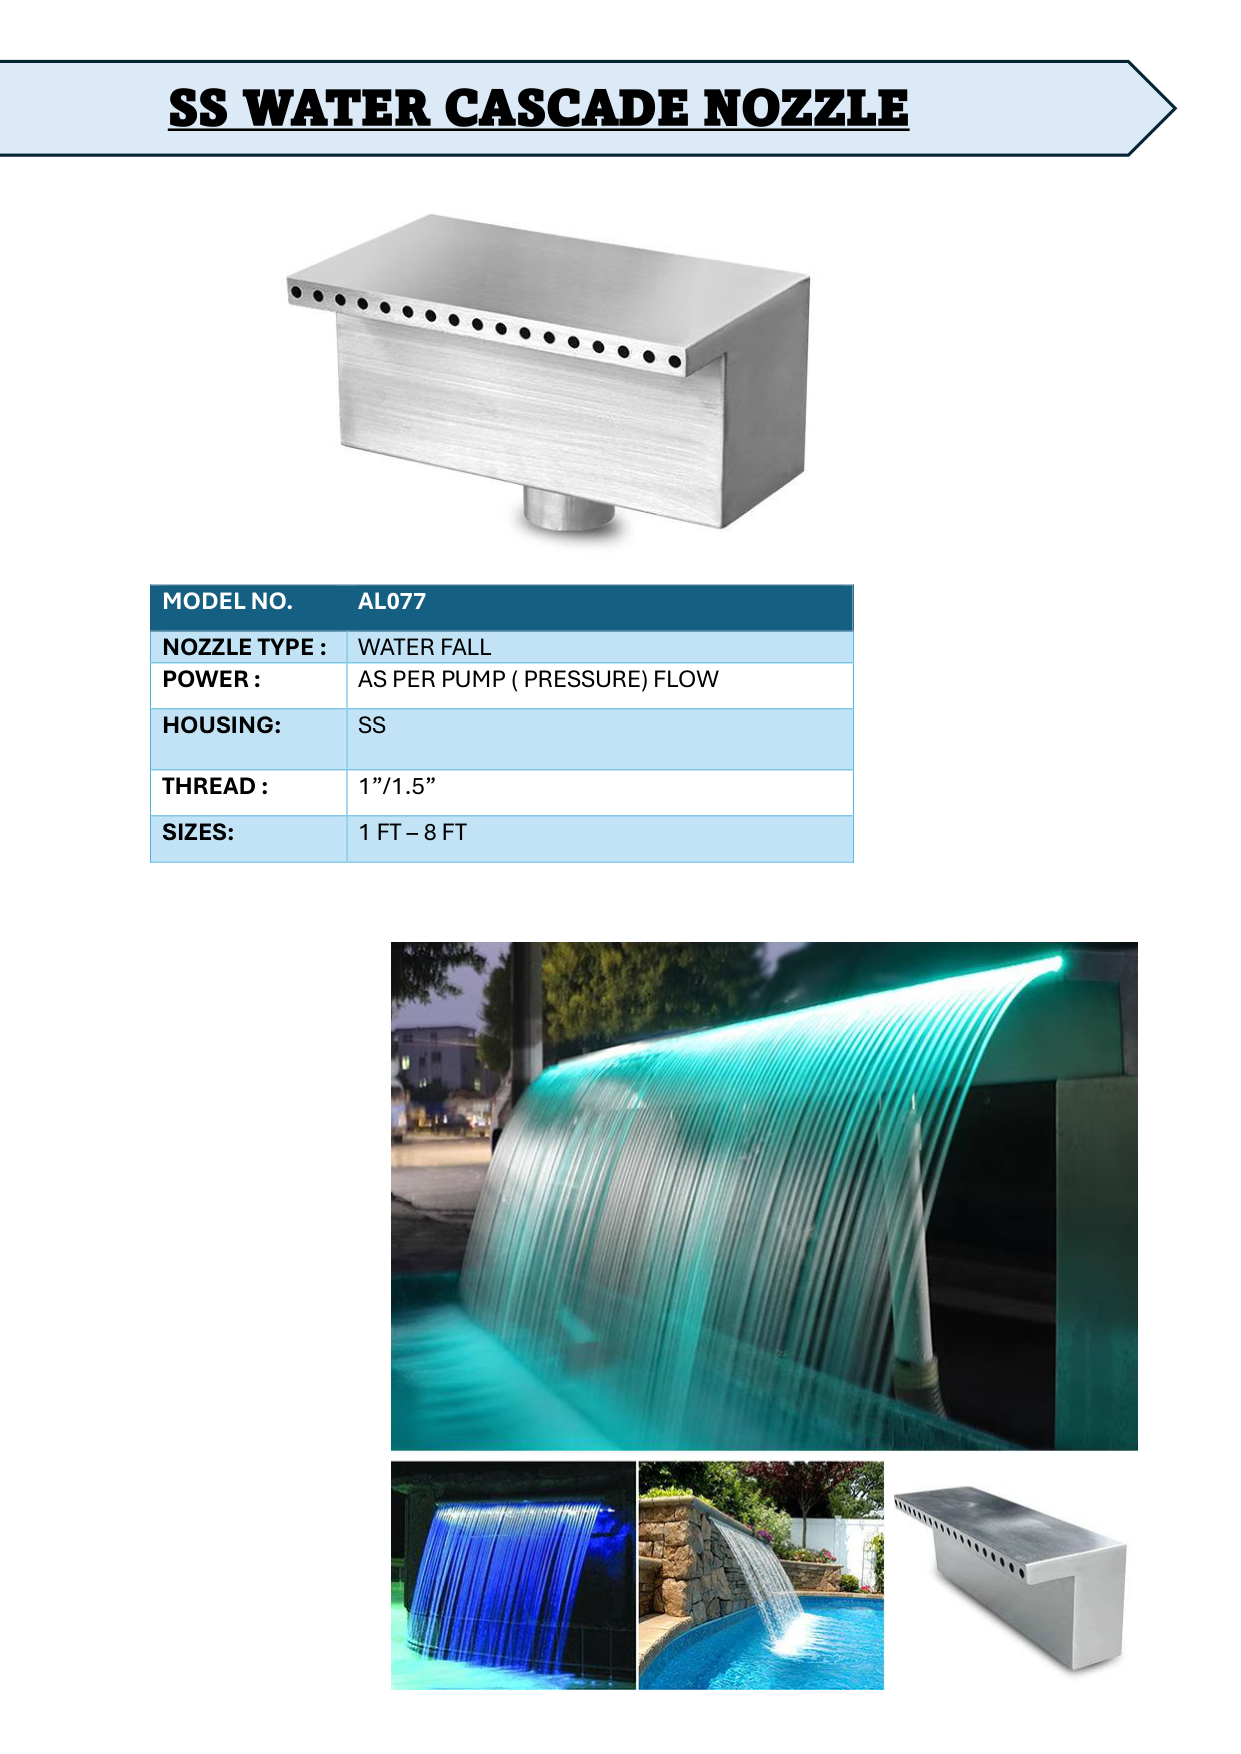 SS WATER CASCADE NOZZLE
MODEL NO. AL077
NOZZLE TYPE : WATER FALL
POWER : AS PER PUMP ( PRESSURE) FLOW
HOUSING: SS
THREAD : 1”/1.5”
SIZES: 1 FT – 8 FT